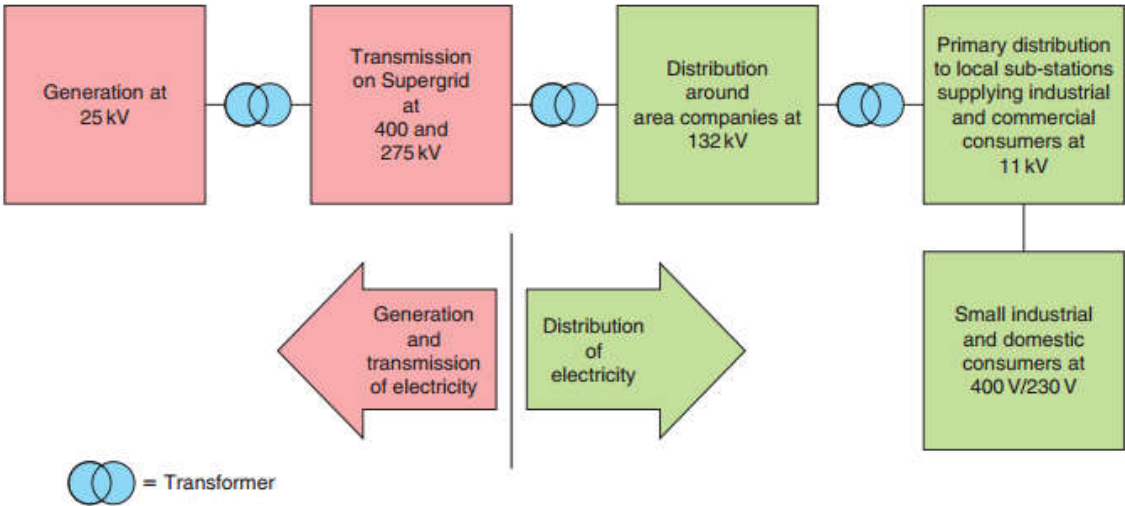 Generation at
25 kV
Transmission
on Supergrid
at
400 and
275 kV
Distribution
around
area companies at
132 kV
Primary distribution
to local sub-stations
supplying industrial
and commercial
consumers at
11 kV
Generation
and
transmission
of electricity
Distribution
of
electricity
Small industrial
and domestic
consumers at
400 V/230 V
= Transformer